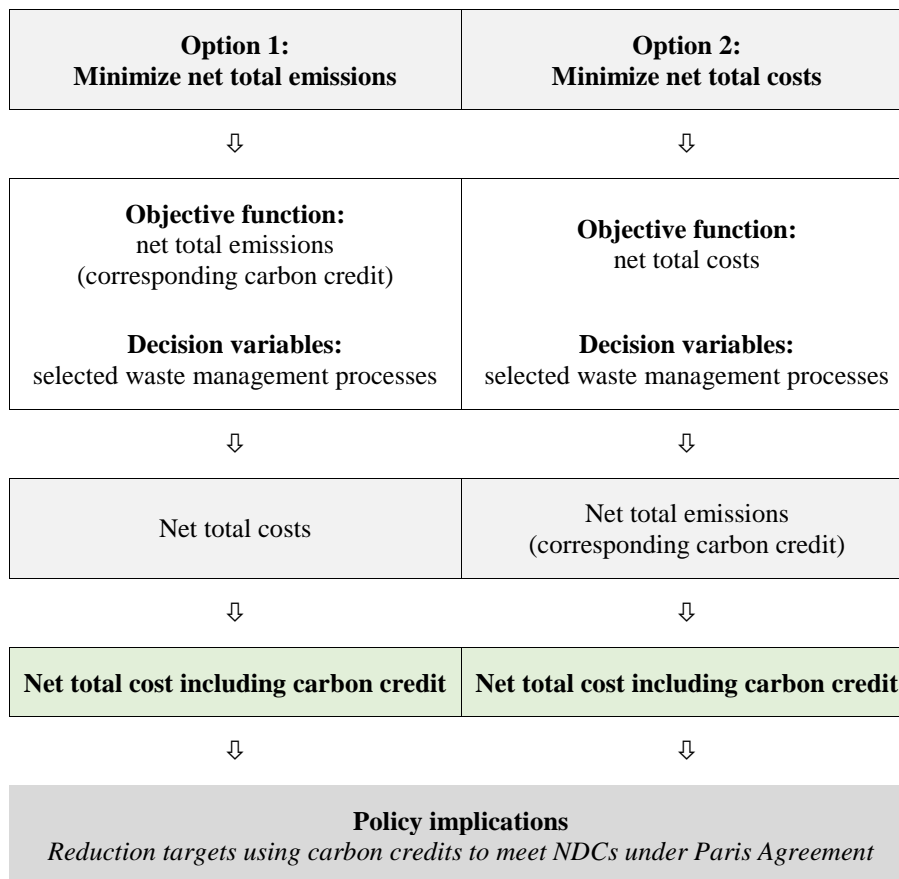 Option 1:
Minimize net total emissions
Option 2:
Minimize net total costs
⇩
⇩
Objective function:
net total emissions
(corresponding carbon credit)
Decision variables:
selected waste management processes
Objective function:
net total costs
Decision variables:
selected waste management processes
⇩
⇩
Net total costs
Net total emissions
(corresponding carbon credit)
⇩
⇩
Net total cost including carbon credit
Net total cost including carbon credit
⇩
⇩
Policy implications
Reduction targets using carbon credits to meet NDCs under Paris Agreement